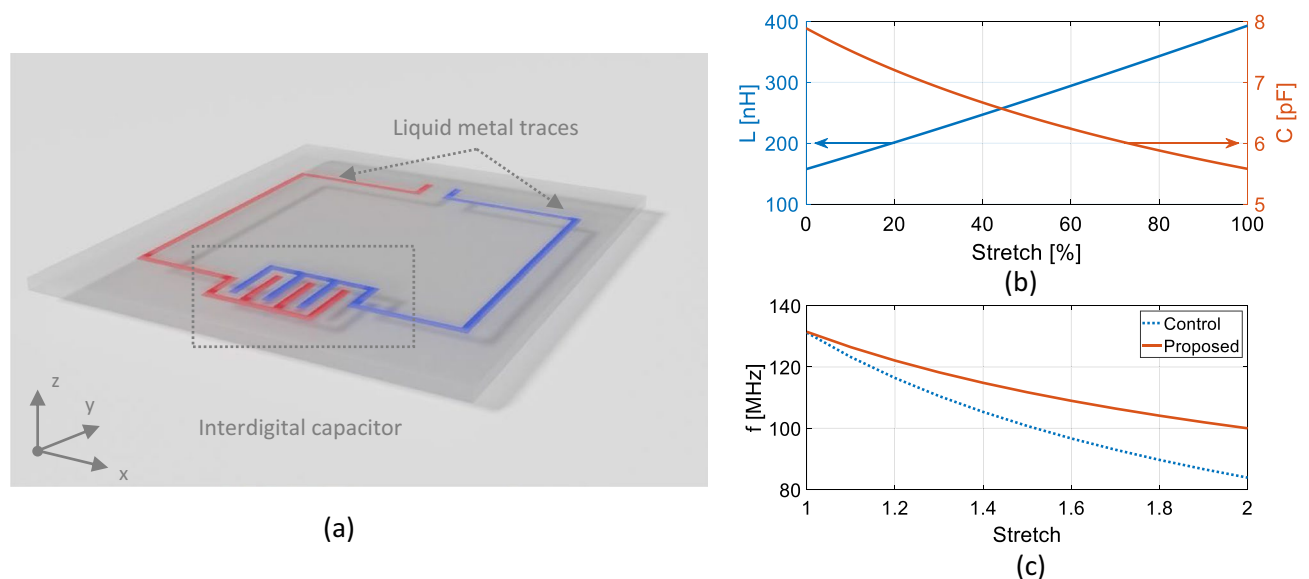 Liquid metal traces
Interdigital capacitor
z
y
x
(a)
400
300
200
100
L [nH]
8
7
6
5
C [pF]
0
20
40
60
80
100
Stretch [%]
(b)
140
120
100
80
f [MHz]
Control
Proposed
1
1.2
1.4
1.6
1.8
2
Stretch
(c)